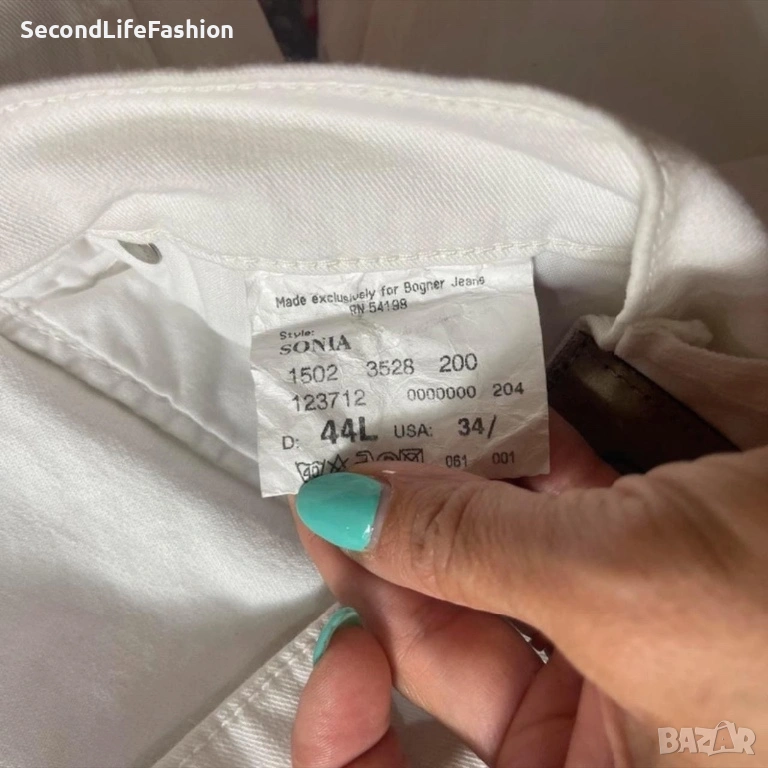 SecondLifeFashion
Made exclusively for Bogner Jeans
RN 54198
Style:
SONIA
1502 3528 200
123712 0000000 204
D: 44L USA: 34/
061 001
BAZAR